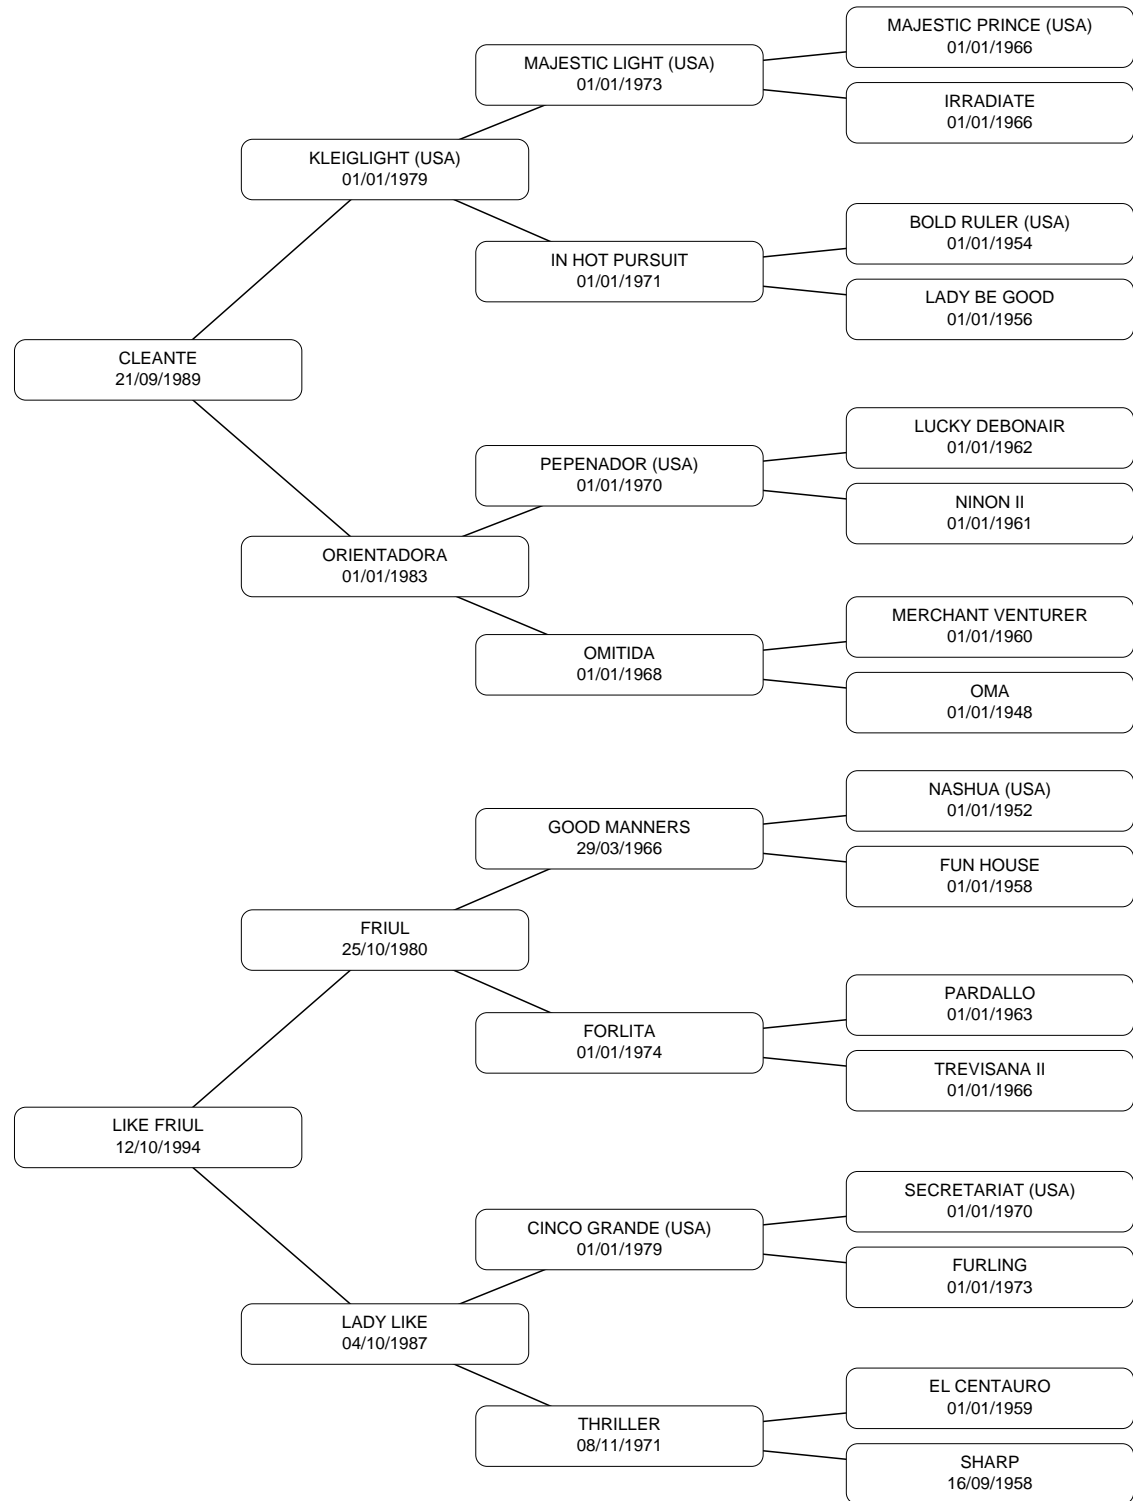 MAJESTIC PRINCE (USA)
01/01/1966
MAJESTIC LIGHT (USA)
01/01/1973
IRRADIATE
01/01/1966
KLEIGLIGHT (USA)
01/01/1979
BOLD RULER (USA)
01/01/1954
IN HOT PURSUIT
01/01/1971
LADY BE GOOD
01/01/1956
CLEANTE
21/09/1989
LUCKY DEBONAIR
01/01/1962
PEPENADOR (USA)
01/01/1970
NINON II
01/01/1961
ORIENTADORA
01/01/1983
MERCHANT VENTURER
01/01/1960
OMITIDA
01/01/1968
OMA
01/01/1948
NASHUA (USA)
01/01/1952
GOOD MANNERS
29/03/1966
FUN HOUSE
01/01/1958
FRIUL
25/10/1980
PARDALLO
01/01/1963
FORLITA
01/01/1974
TREVISANA II
01/01/1966
LIKE FRIUL
12/10/1994
SECRETARIAT (USA)
01/01/1970
CINCO GRANDE (USA)
01/01/1979
FURLING
01/01/1973
LADY LIKE
04/10/1987
EL CENTAURO
01/01/1959
THRILLER
08/11/1971
SHARP
16/09/1958